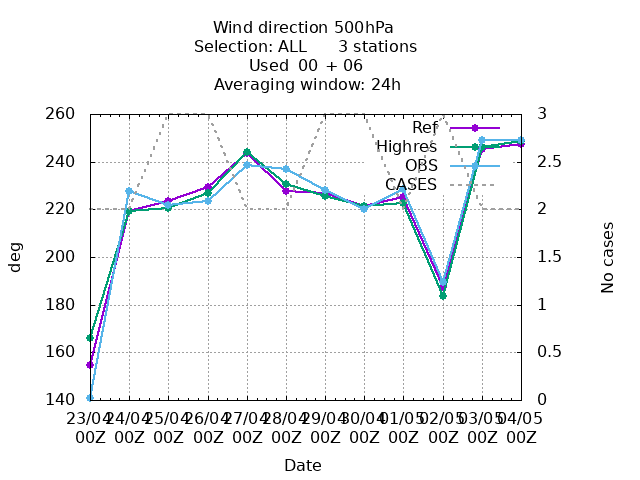 Wind direction 500hPa
Selection: ALL 3 stations
Used 00 + 06
Averaging window: 24h
260 3
Ref
Highres
240 2.5
OBS
CASES
220 2
deg
200 1.5
No cases
180 1
160 0.5
140 0
23/04 24/04 25/04 26/04 27/04 28/04 29/04 30/04 01/05 02/05 03/05 04/05
00Z 00Z 00Z 00Z 00Z 00Z 00Z 00Z 00Z 00Z 00Z 00Z
Date